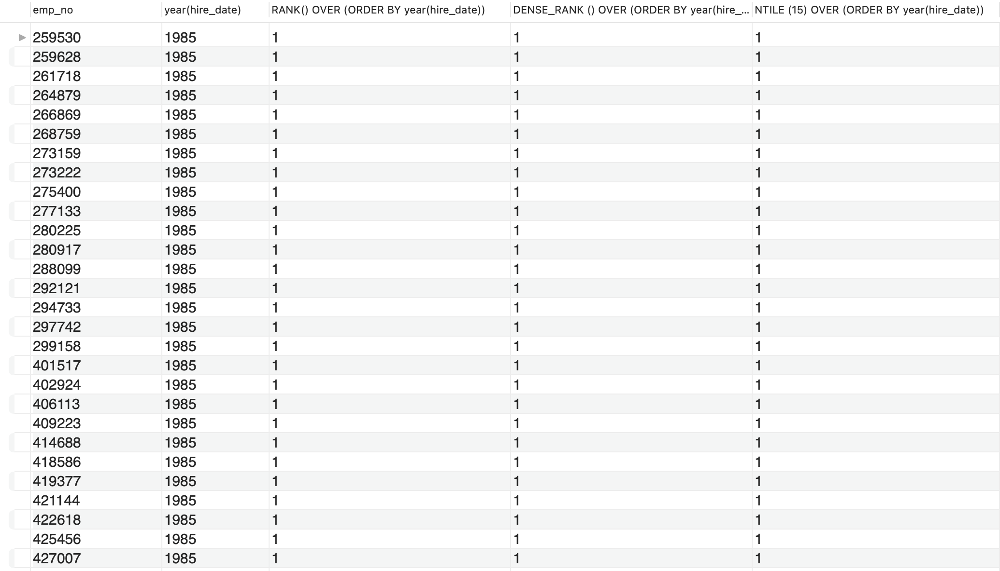 emp_no year(hire_date) RANK() OVER (ORDER BY year(hire_date)) DENSE_RANK () OVER (ORDER BY year(hire_... NTILE (15) OVER (ORDER BY year(hire_date))
259530 1985 1 1 1
259628 1985 1 1 1
261718 1985 1 1 1
264879 1985 1 1 1
266869 1985 1 1 1
268759 1985 1 1 1
273159 1985 1 1 1
273222 1985 1 1 1
275400 1985 1 1 1
277133 1985 1 1 1
280225 1985 1 1 1
280917 1985 1 1 1
288099 1985 1 1 1
292121 1985 1 1 1
294733 1985 1 1 1
297742 1985 1 1 1
299158 1985 1 1 1
401517 1985 1 1 1
402924 1985 1 1 1
406113 1985 1 1 1
409223 1985 1 1 1
414688 1985 1 1 1
418586 1985 1 1 1
419377 1985 1 1 1
421144 1985 1 1 1
422618 1985 1 1 1
425456 1985 1 1 1
427007 1985 1 1 1